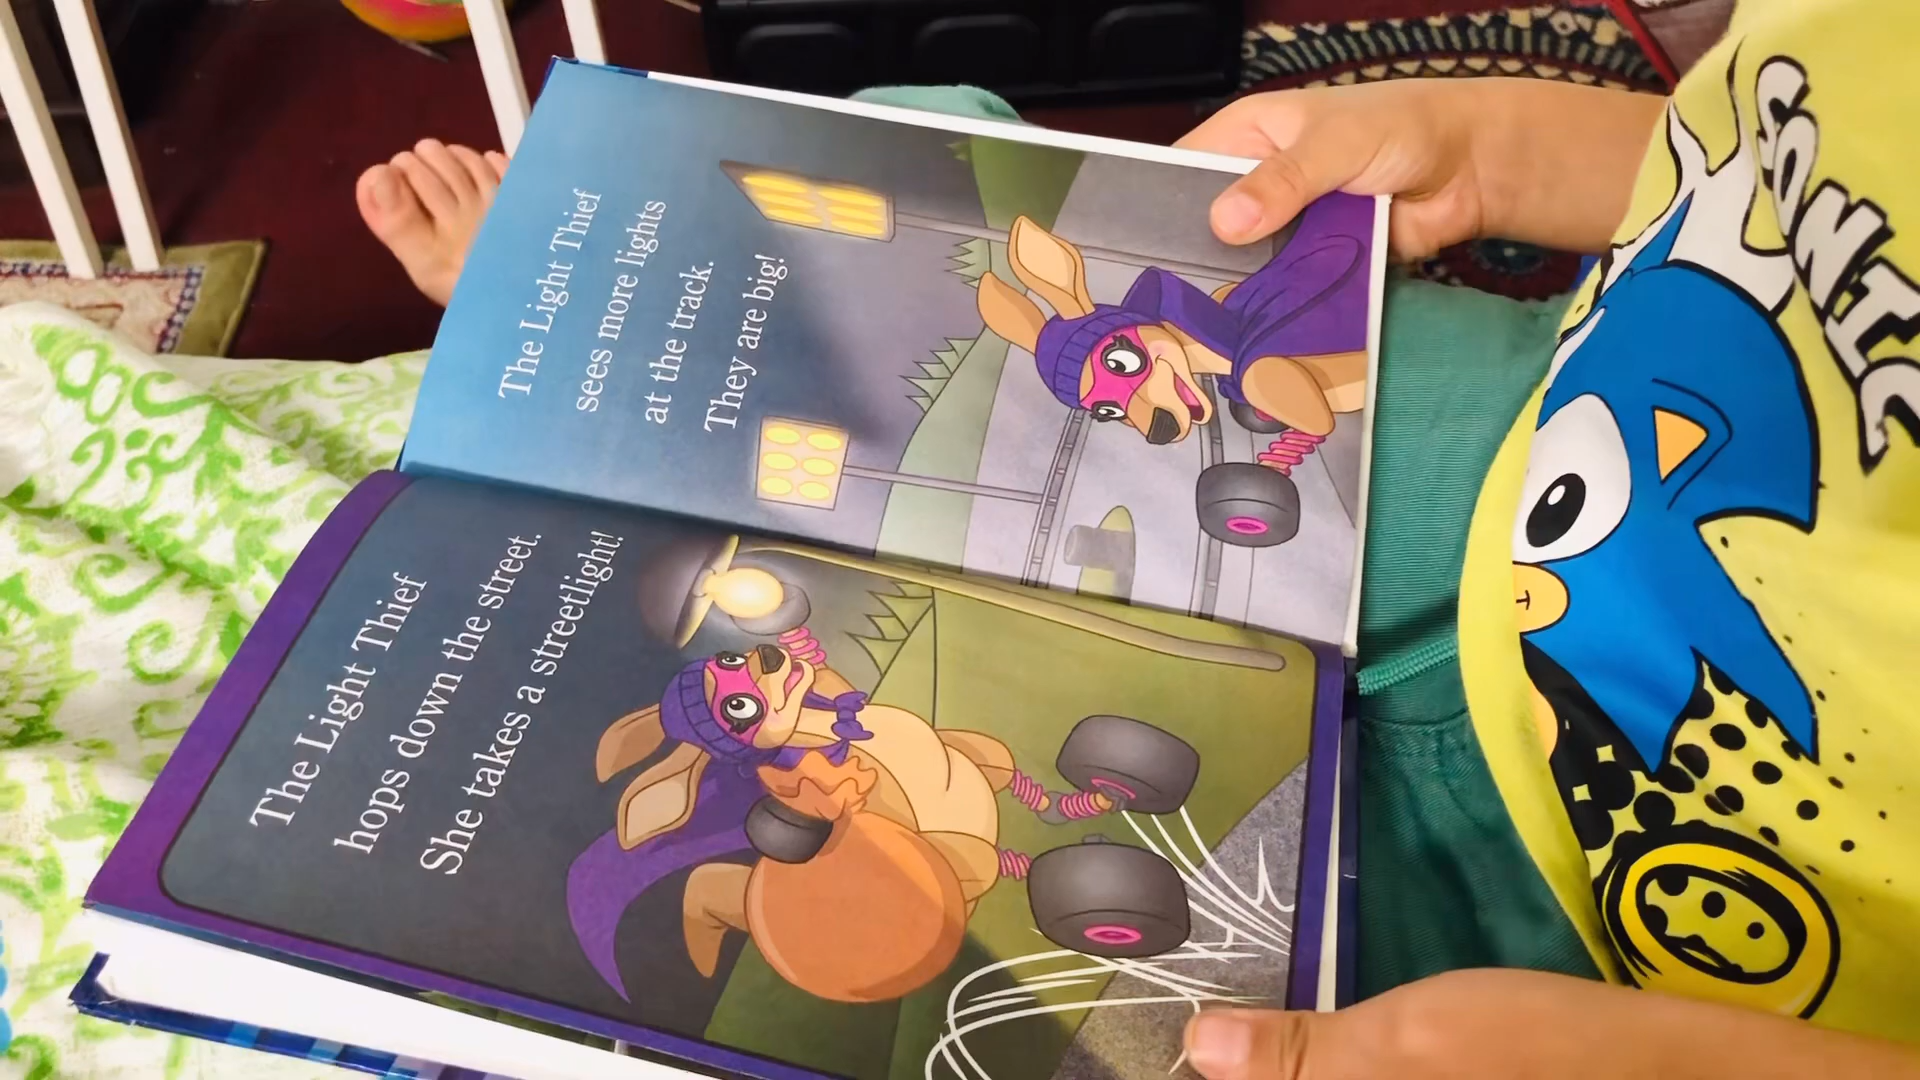 The Light Thief
hops down the street.
She takes a streetlight!
The Light Thief
sees more lights
at the track.
They are big!
SONIC